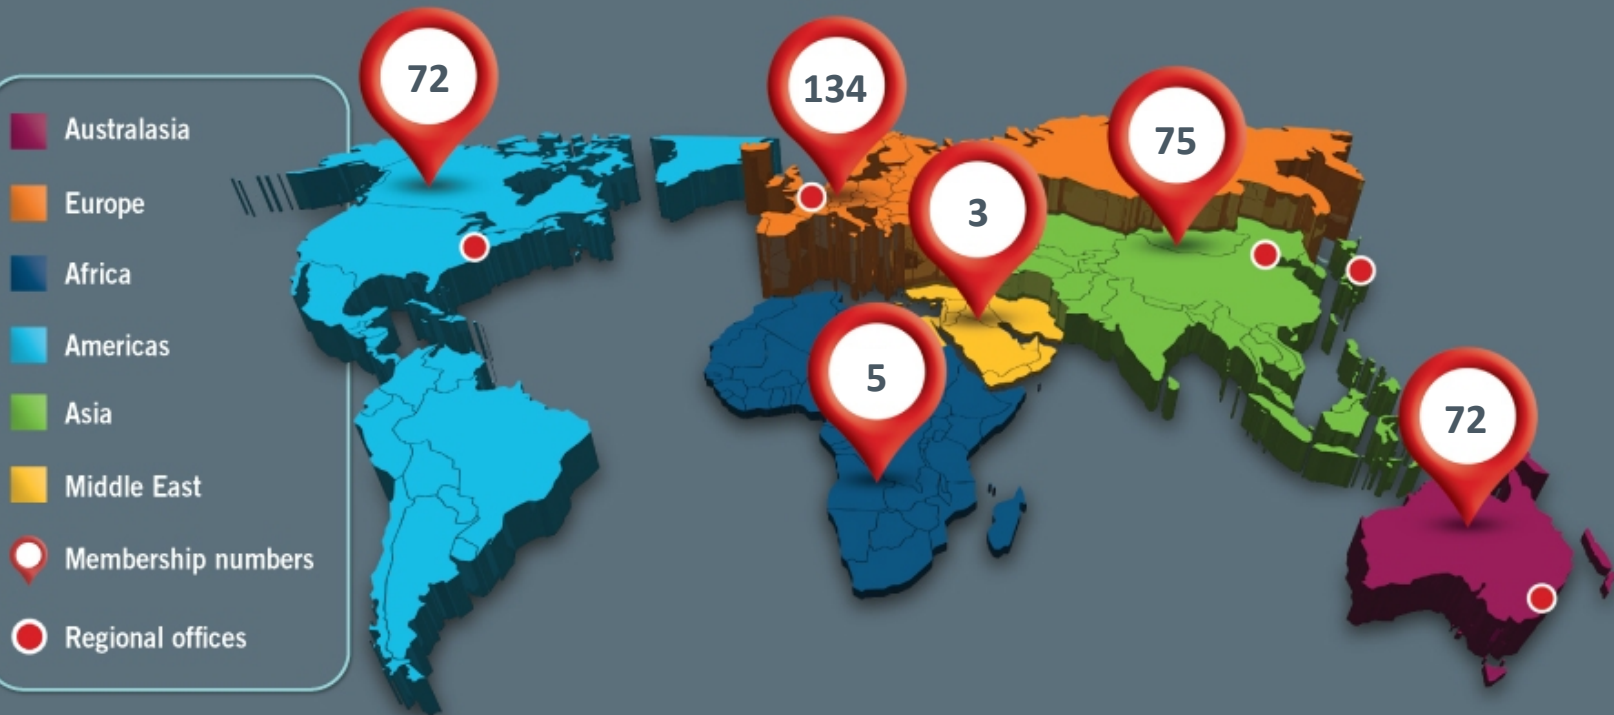 72
134
75
3
5
72
Australasia
Europe
Africa
Americas
Asia
Middle East
Membership numbers
Regional offices